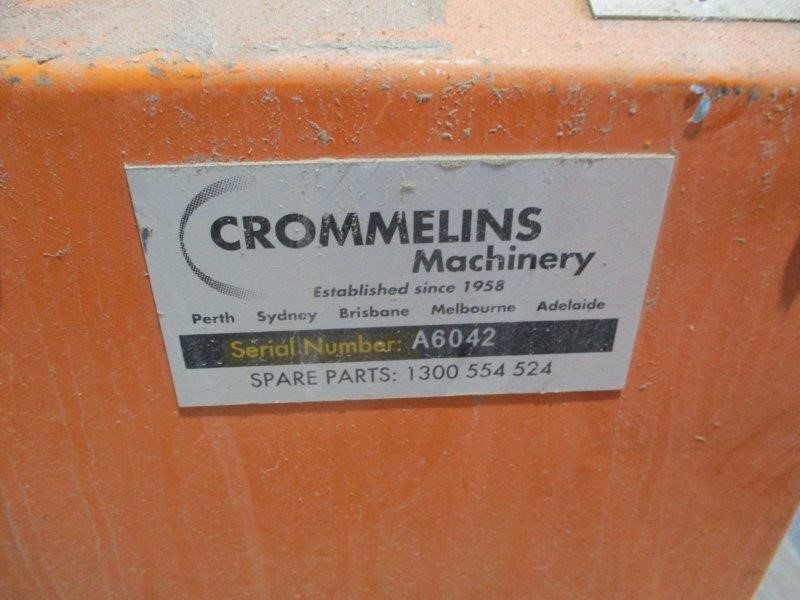 CROMMELINS
Machinery
Established since 1958
Perth Sydney Brisbane Melbourne Adelaide
Serial Number: A6042
SPARE PARTS: 1300 554 524